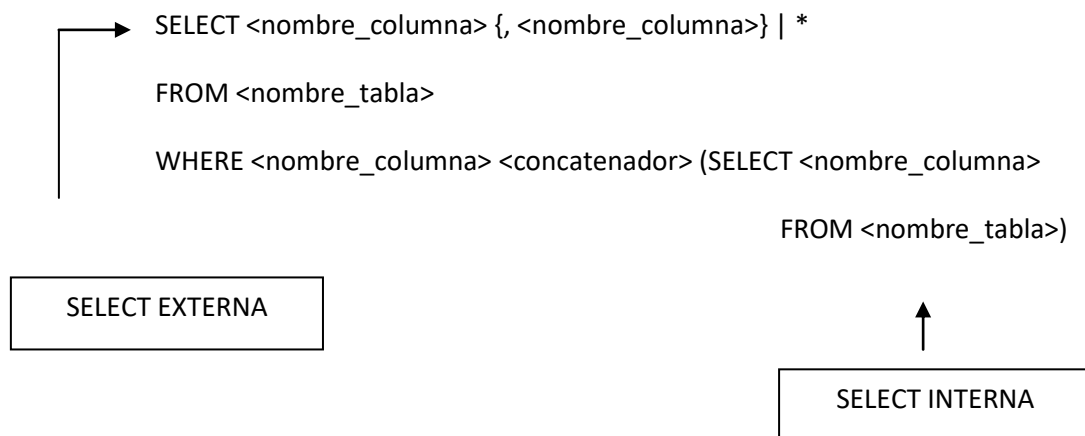 SELECT <nombre_columna> {, <nombre_columna>} | *
FROM <nombre_tabla>
WHERE <nombre_columna> <concatenador> (SELECT <nombre_columna>
FROM <nombre_tabla>)
SELECT EXTERNA
SELECT INTERNA